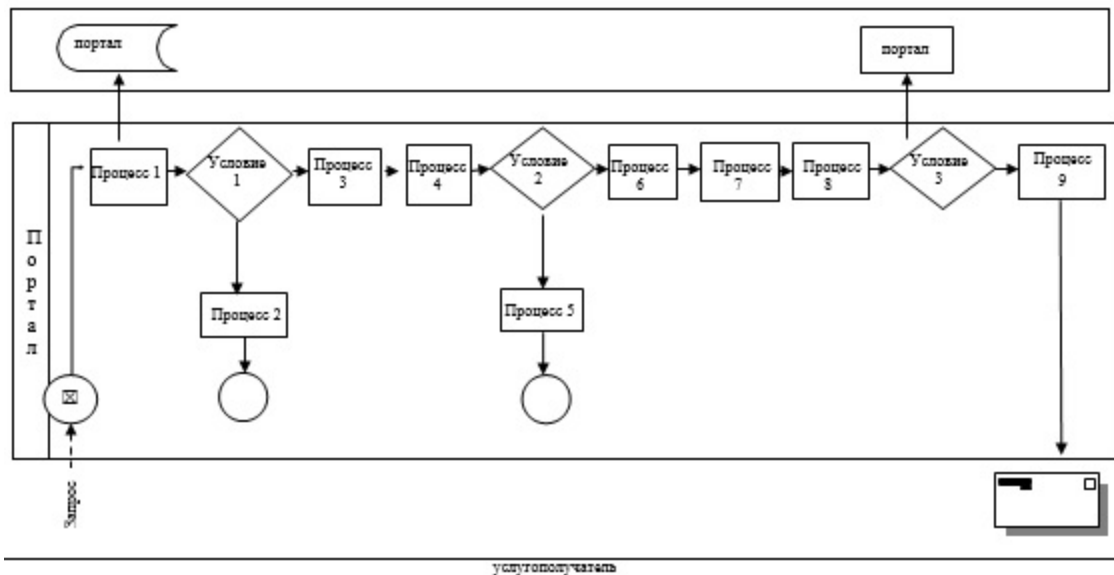 портал
портал
Процесс 1
Условие
1
Процесс
3
Процесс
4
Условие
2
Процесс
6
Процесс
7
Процесс
8
Условие
3
Процесс
9
Портал
Процесс 2
Процесс 5
Запрос
услугополучатель